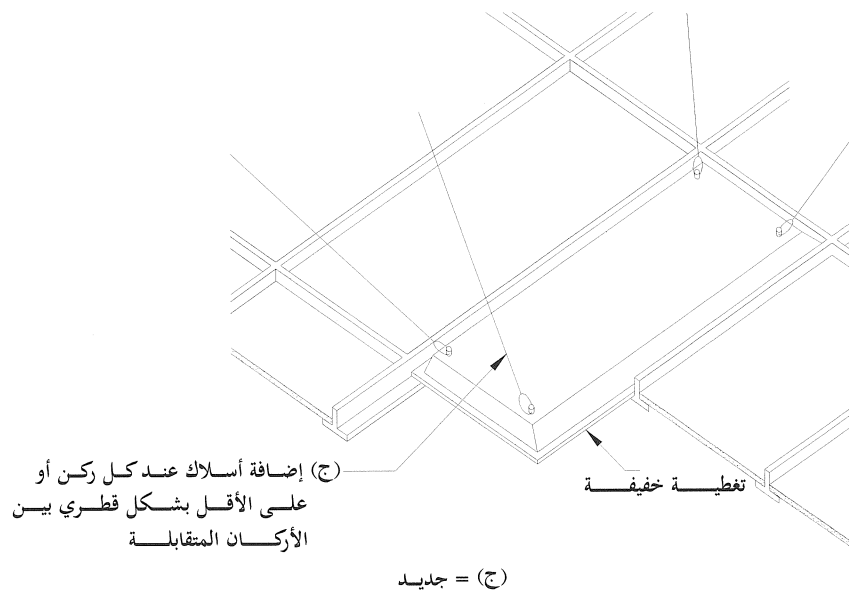 (ج) إضافة أسلاك عند كل ركن أو
على الأقل بشكل قطري بين
الأركان المتقابلة
تغطية خفيفة
(ج) = جديد